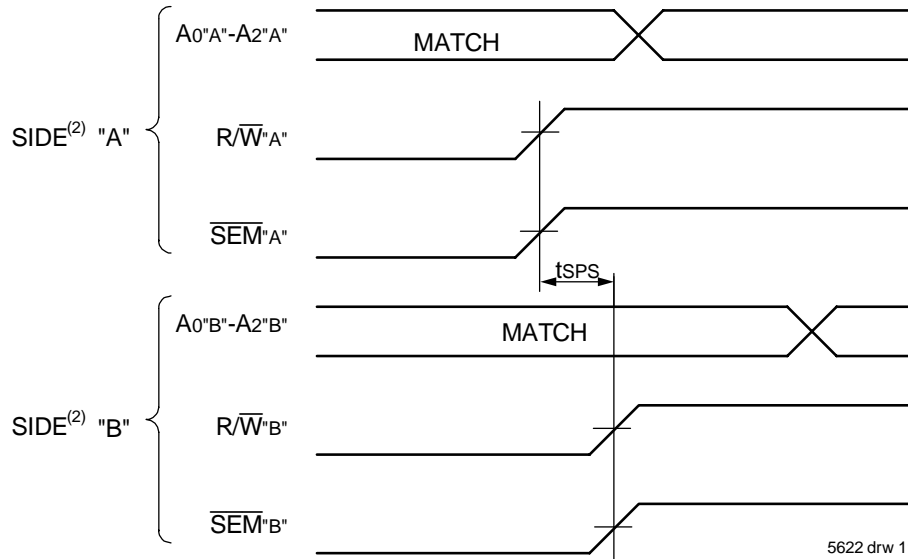 A0"A"-A2"A"
MATCH
SIDE(2) "A"
R/W"A"
SEM"A"
tSPS
A0"B"-A2"B"
MATCH
SIDE(2) "B"
R/W"B"
SEM"B"
5622 drw 1